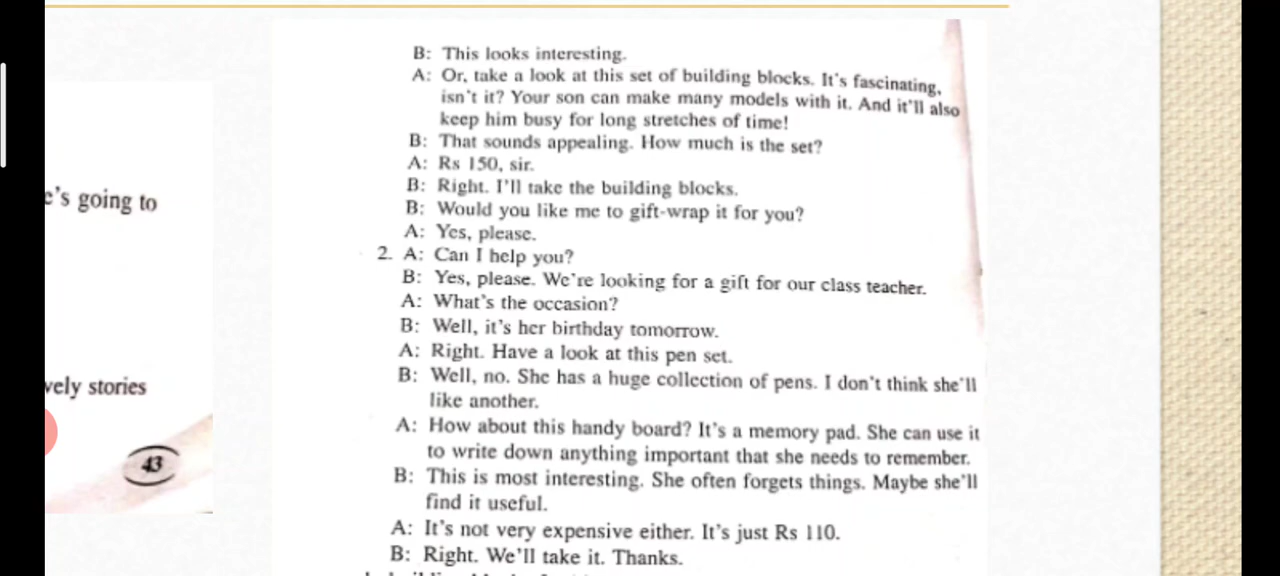 e's going to
vely stories
43
B: This looks interesting.
A: Or, take a look at this set of building blocks. It's fascinating,
isn't it? Your son can make many models with it. And it'll also
keep him busy for long stretches of time!
B: That sounds appealing. How much is the set?
A: Rs 150, sir.
B: Right. I'll take the building blocks.
B: Would you like me to gift-wrap it for you?
A: Yes, please.
2. A: Can I help you?
B: Yes, please. We're looking for a gift for our class teacher.
A: What's the occasion?
B: Well, it's her birthday tomorrow.
A: Right. Have a look at this pen set.
B: Well, no. She has a huge collection of pens. I don't think she'll
like another.
A: How about this handy board? It's a memory pad. She can use it
to write down anything important that she needs to remember.
B: This is most interesting. She often forgets things. Maybe she'll
find it useful.
A: It's not very expensive either. It's just Rs 110.
B: Right. We'll take it. Thanks.